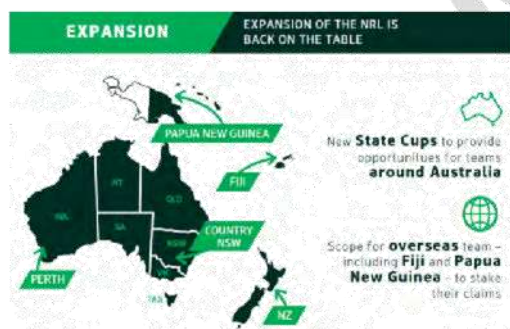 EXPANSION
EXPANSION OF THE NRL IS
BACK ON THE TABLE
PAPUA NEW GUINEA
FIJI
NT
QLD
WA
SA
NSW
COUNTRY
NSW
VIC
PERTH
TAS
NZ
New State Cups to provide
opportunitues for teams
around Australia
Scope for overseas team –
including Fiji and Papua
New Guinea – to stake
their claims